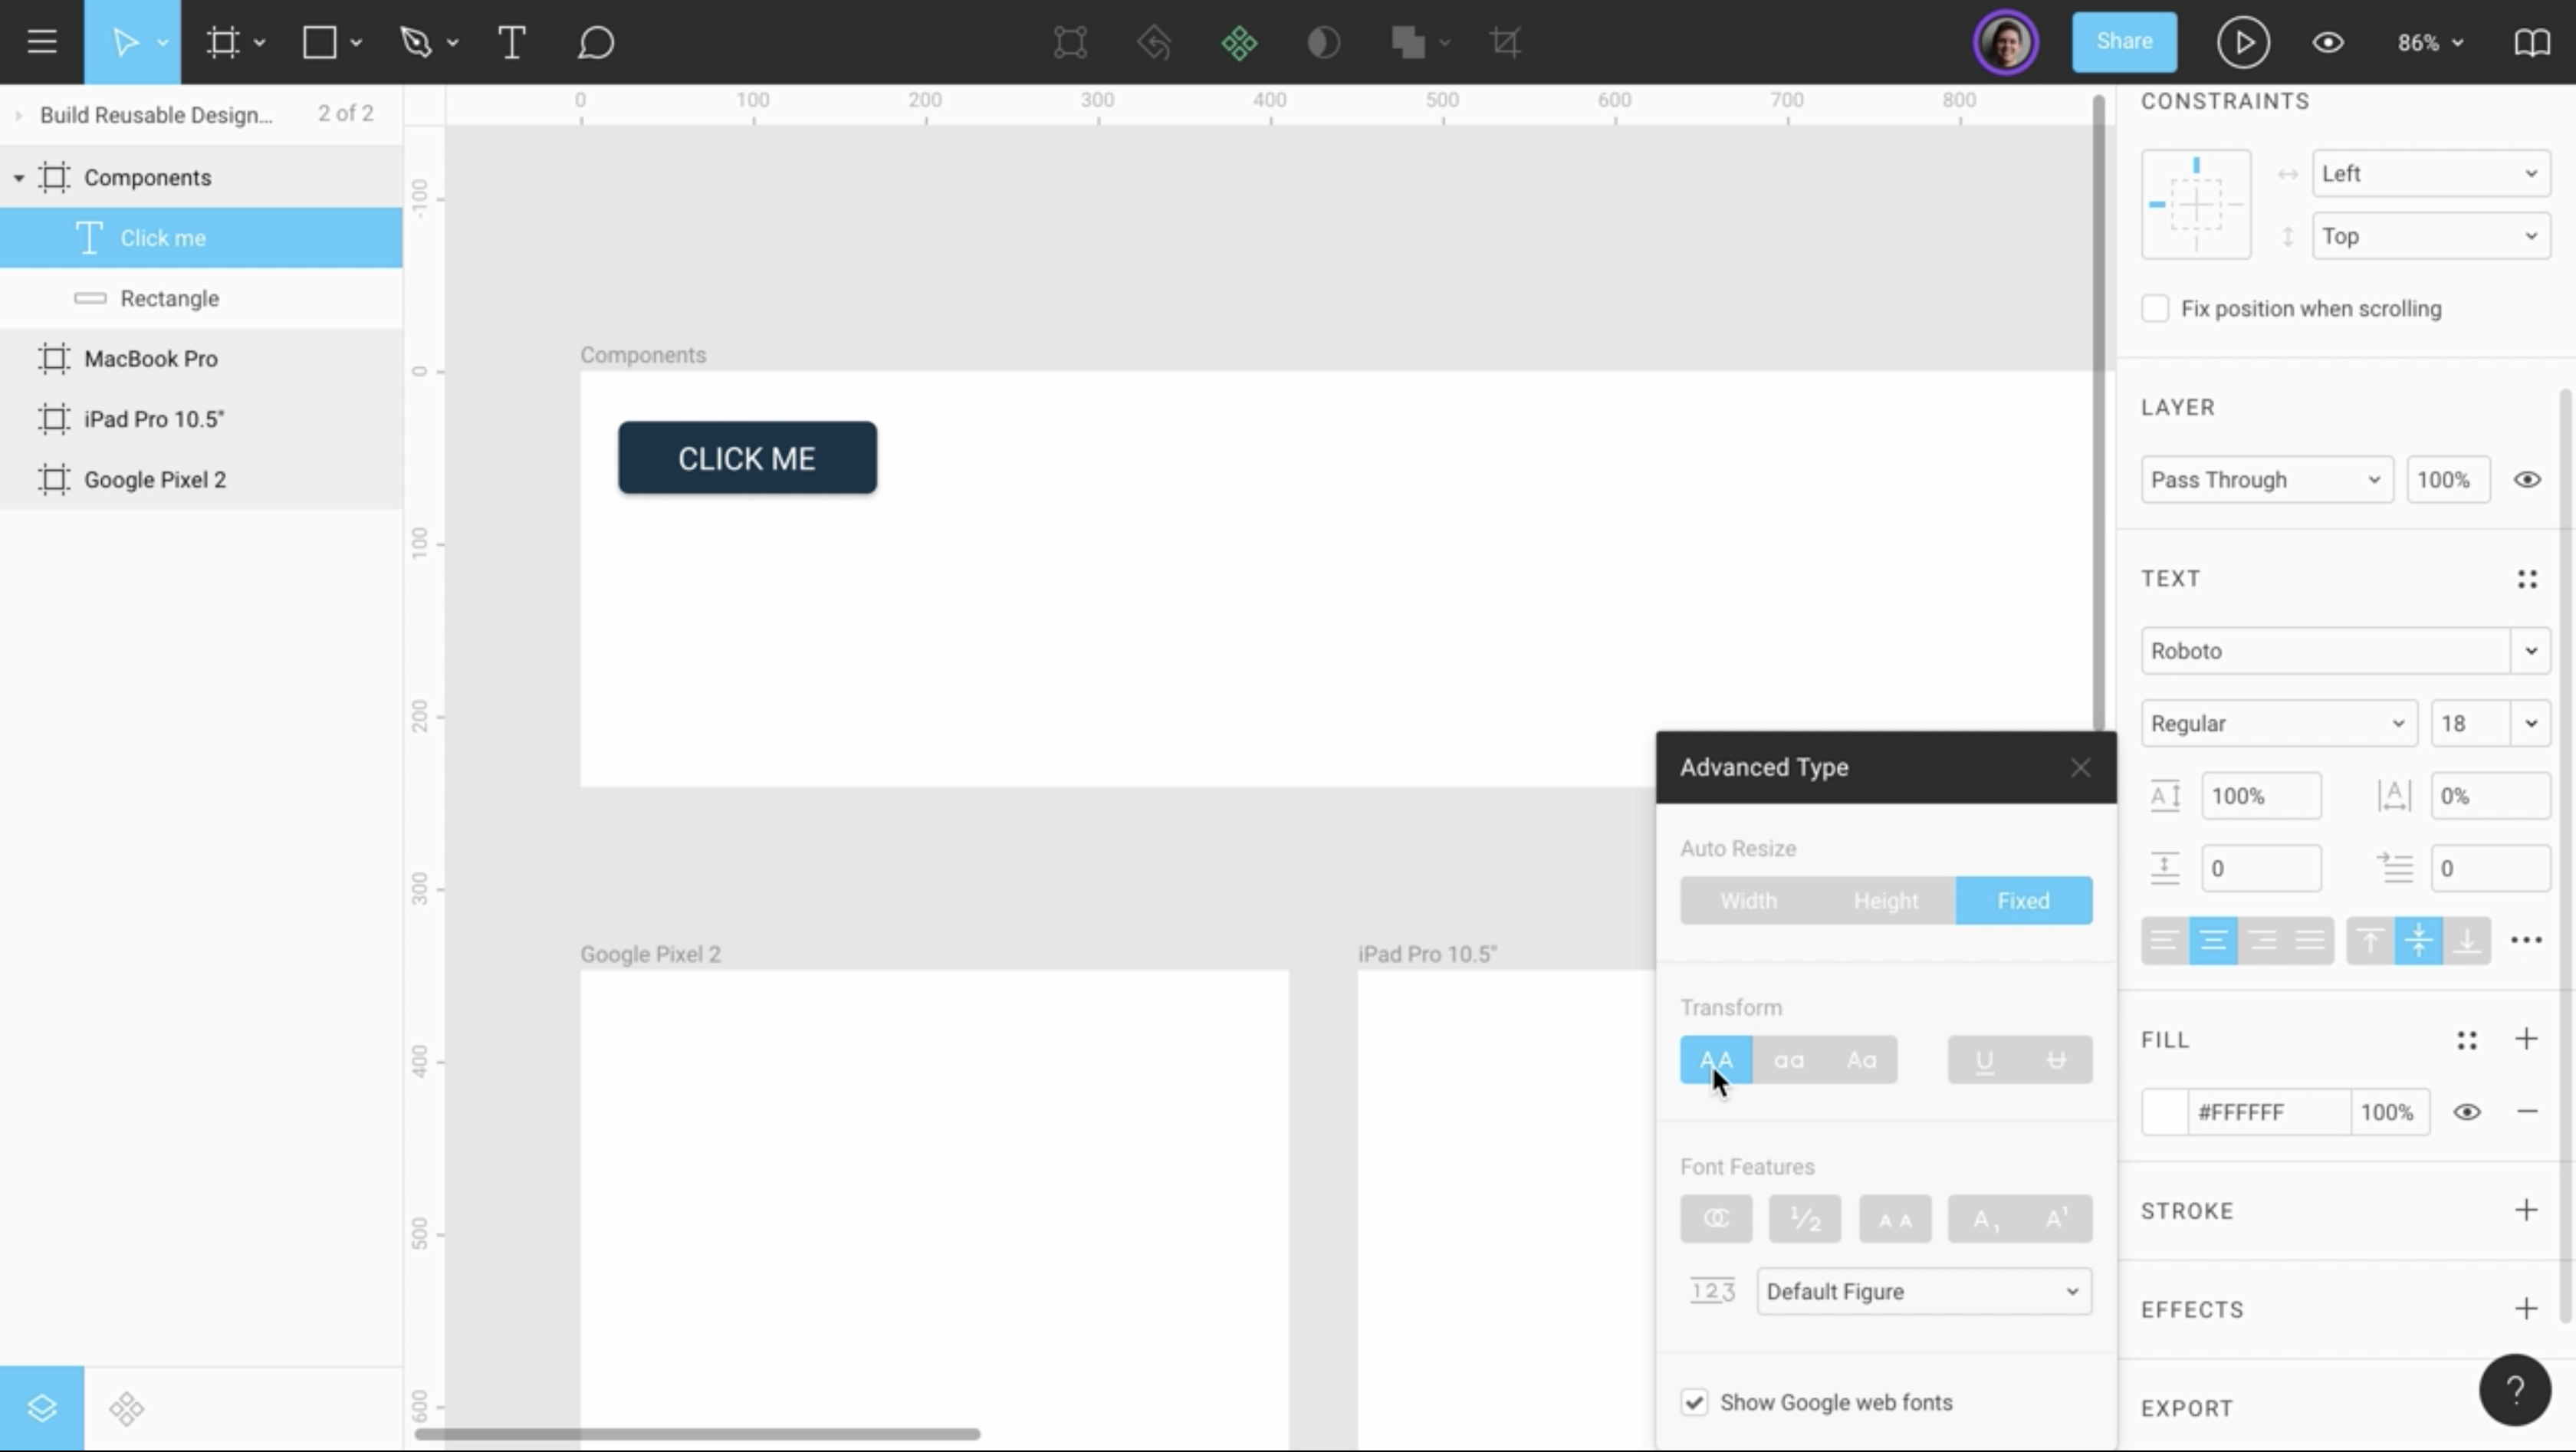 Share
86%
Build Reusable Design...
2 of 2
Components
Click me
Rectangle
MacBook Pro
iPad Pro 10.5"
Google Pixel 2
0 100 200 300 400 500 600 700 800
-100
0
100
200
300
400
500
600
Components
CLICK ME
Google Pixel 2
iPad Pro 10.5"
Advanced Type
Auto Resize
Width Height Fixed
Transform
AA aa Aa U U
Font Features
1/2 AA A, A'
123 Default Figure
Show Google web fonts
CONSTRAINTS
Left
Top
Fix position when scrolling
LAYER
Pass Through 100%
TEXT
Roboto
Regular 18
A 100% A 0%
0 0
FILL
#FFFFFF 100%
STROKE
EFFECTS
EXPORT
?